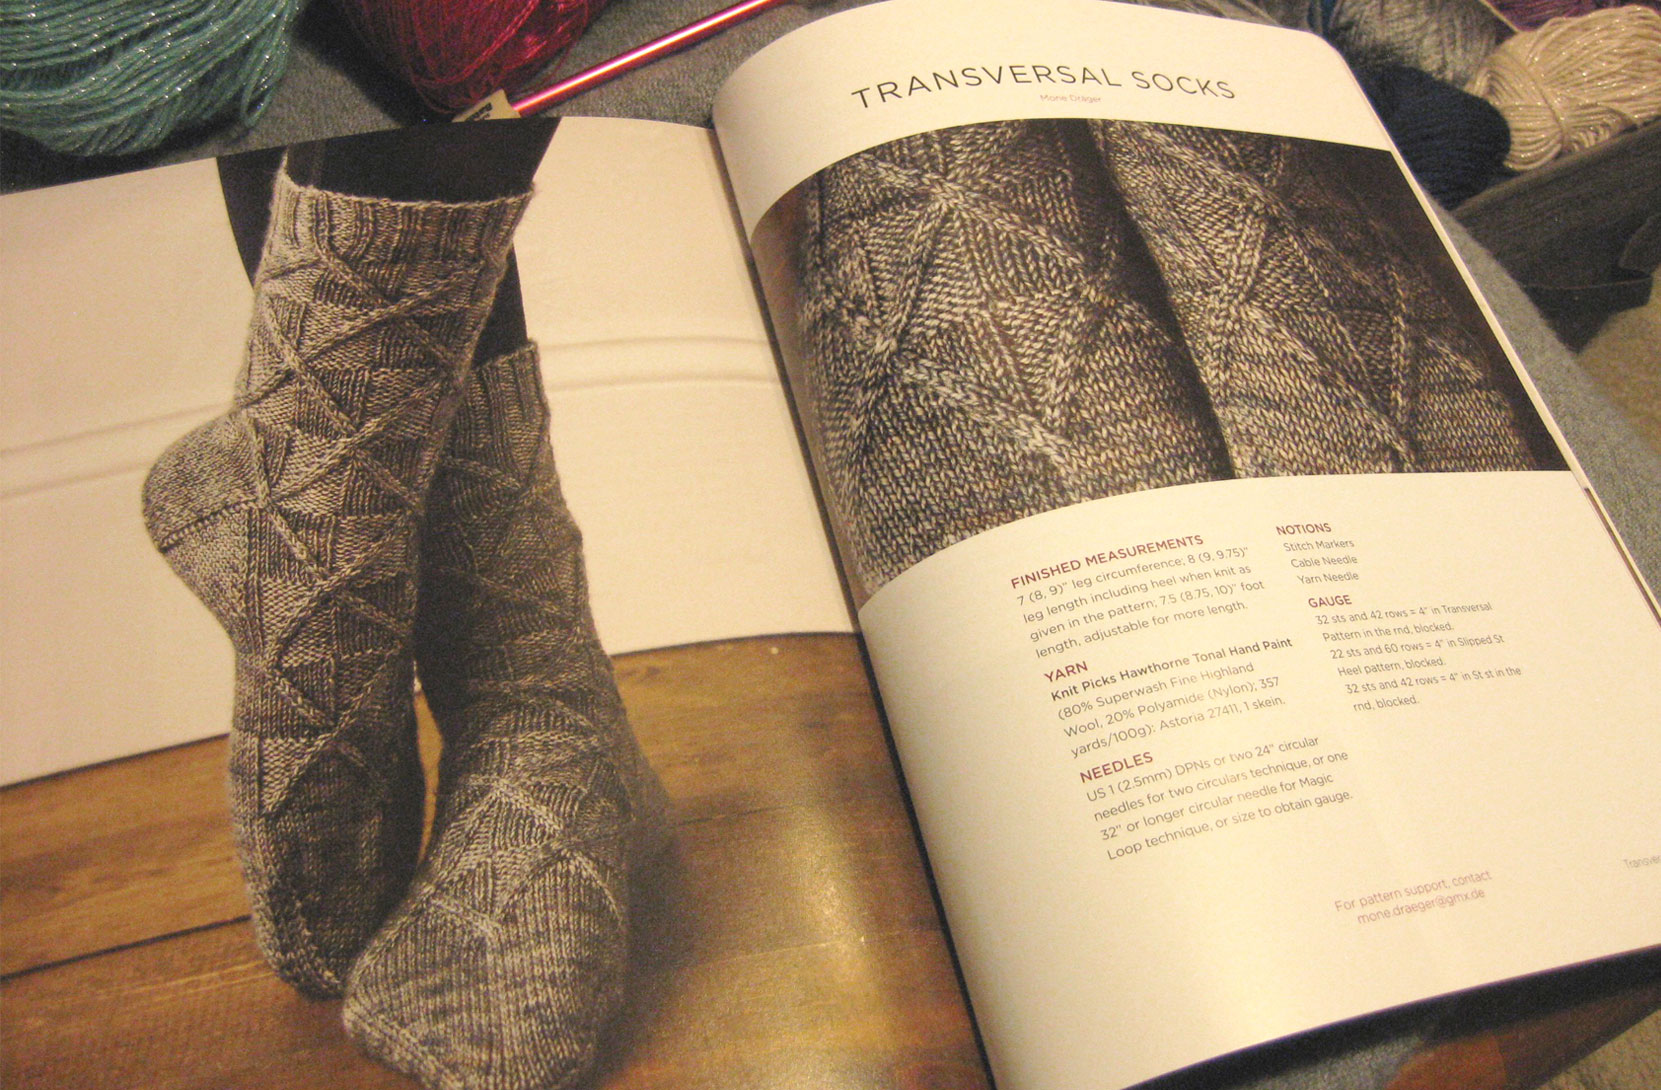 TRANSVERSAL SOCKS
Mone Dräger
FINISHED MEASUREMENTS
7 (8, 9)" leg circumference; 8 (9, 9.75)"
leg length including heel when knit as
given in the pattern; 7.5 (8.75, 10)" foot
length, adjustable for more length.
YARN
Knit Picks Hawthorne Tonal Hand Paint
(80% Superwash Fine Highland
Wool, 20% Polyamide (Nylon); 357
yards/100g): Astoria 27411, 1 skein.
NEEDLES
US 1 (2.5mm) DPNs or two 24" circular
needles for two circulars technique, or one
32" or longer circular needle for Magic
Loop technique, or size to obtain gauge.
NOTIONS
Stitch Markers
Cable Needle
Yarn Needle
GAUGE
32 sts and 42 rows = 4" in Transversal
Pattern in the rnd, blocked.
22 sts and 60 rows = 4" in Slipped St
Heel pattern, blocked.
32 sts and 42 rows = 4" in St st in the
rnd, blocked.
For pattern support, contact
mone.draeger@gmx.de